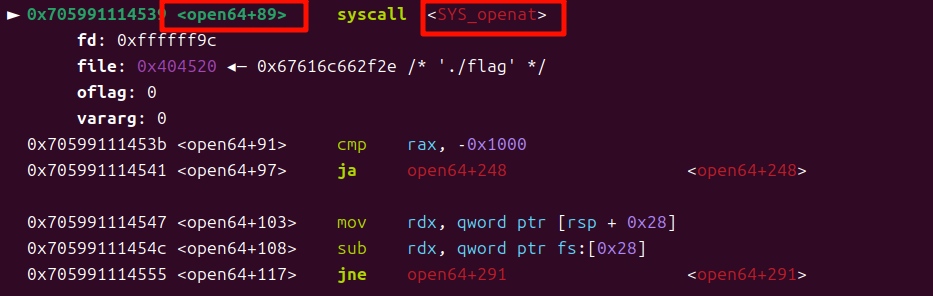 ► 0x705991114539 <open64+89> syscall <SYS_openat>
fd: 0xffffff9c
file: 0x404520 ◄— 0x67616c662f2e /* './flag' */
oflag: 0
vararg: 0
0x70599111453b <open64+91> cmp rax, -0x1000
0x705991114541 <open64+97> ja open64+248 <open64+248>
0x705991114547 <open64+103> mov rdx, qword ptr [rsp + 0x28]
0x70599111454c <open64+108> sub rdx, qword ptr fs:[0x28]
0x705991114555 <open64+117> jne open64+291 <open64+291>